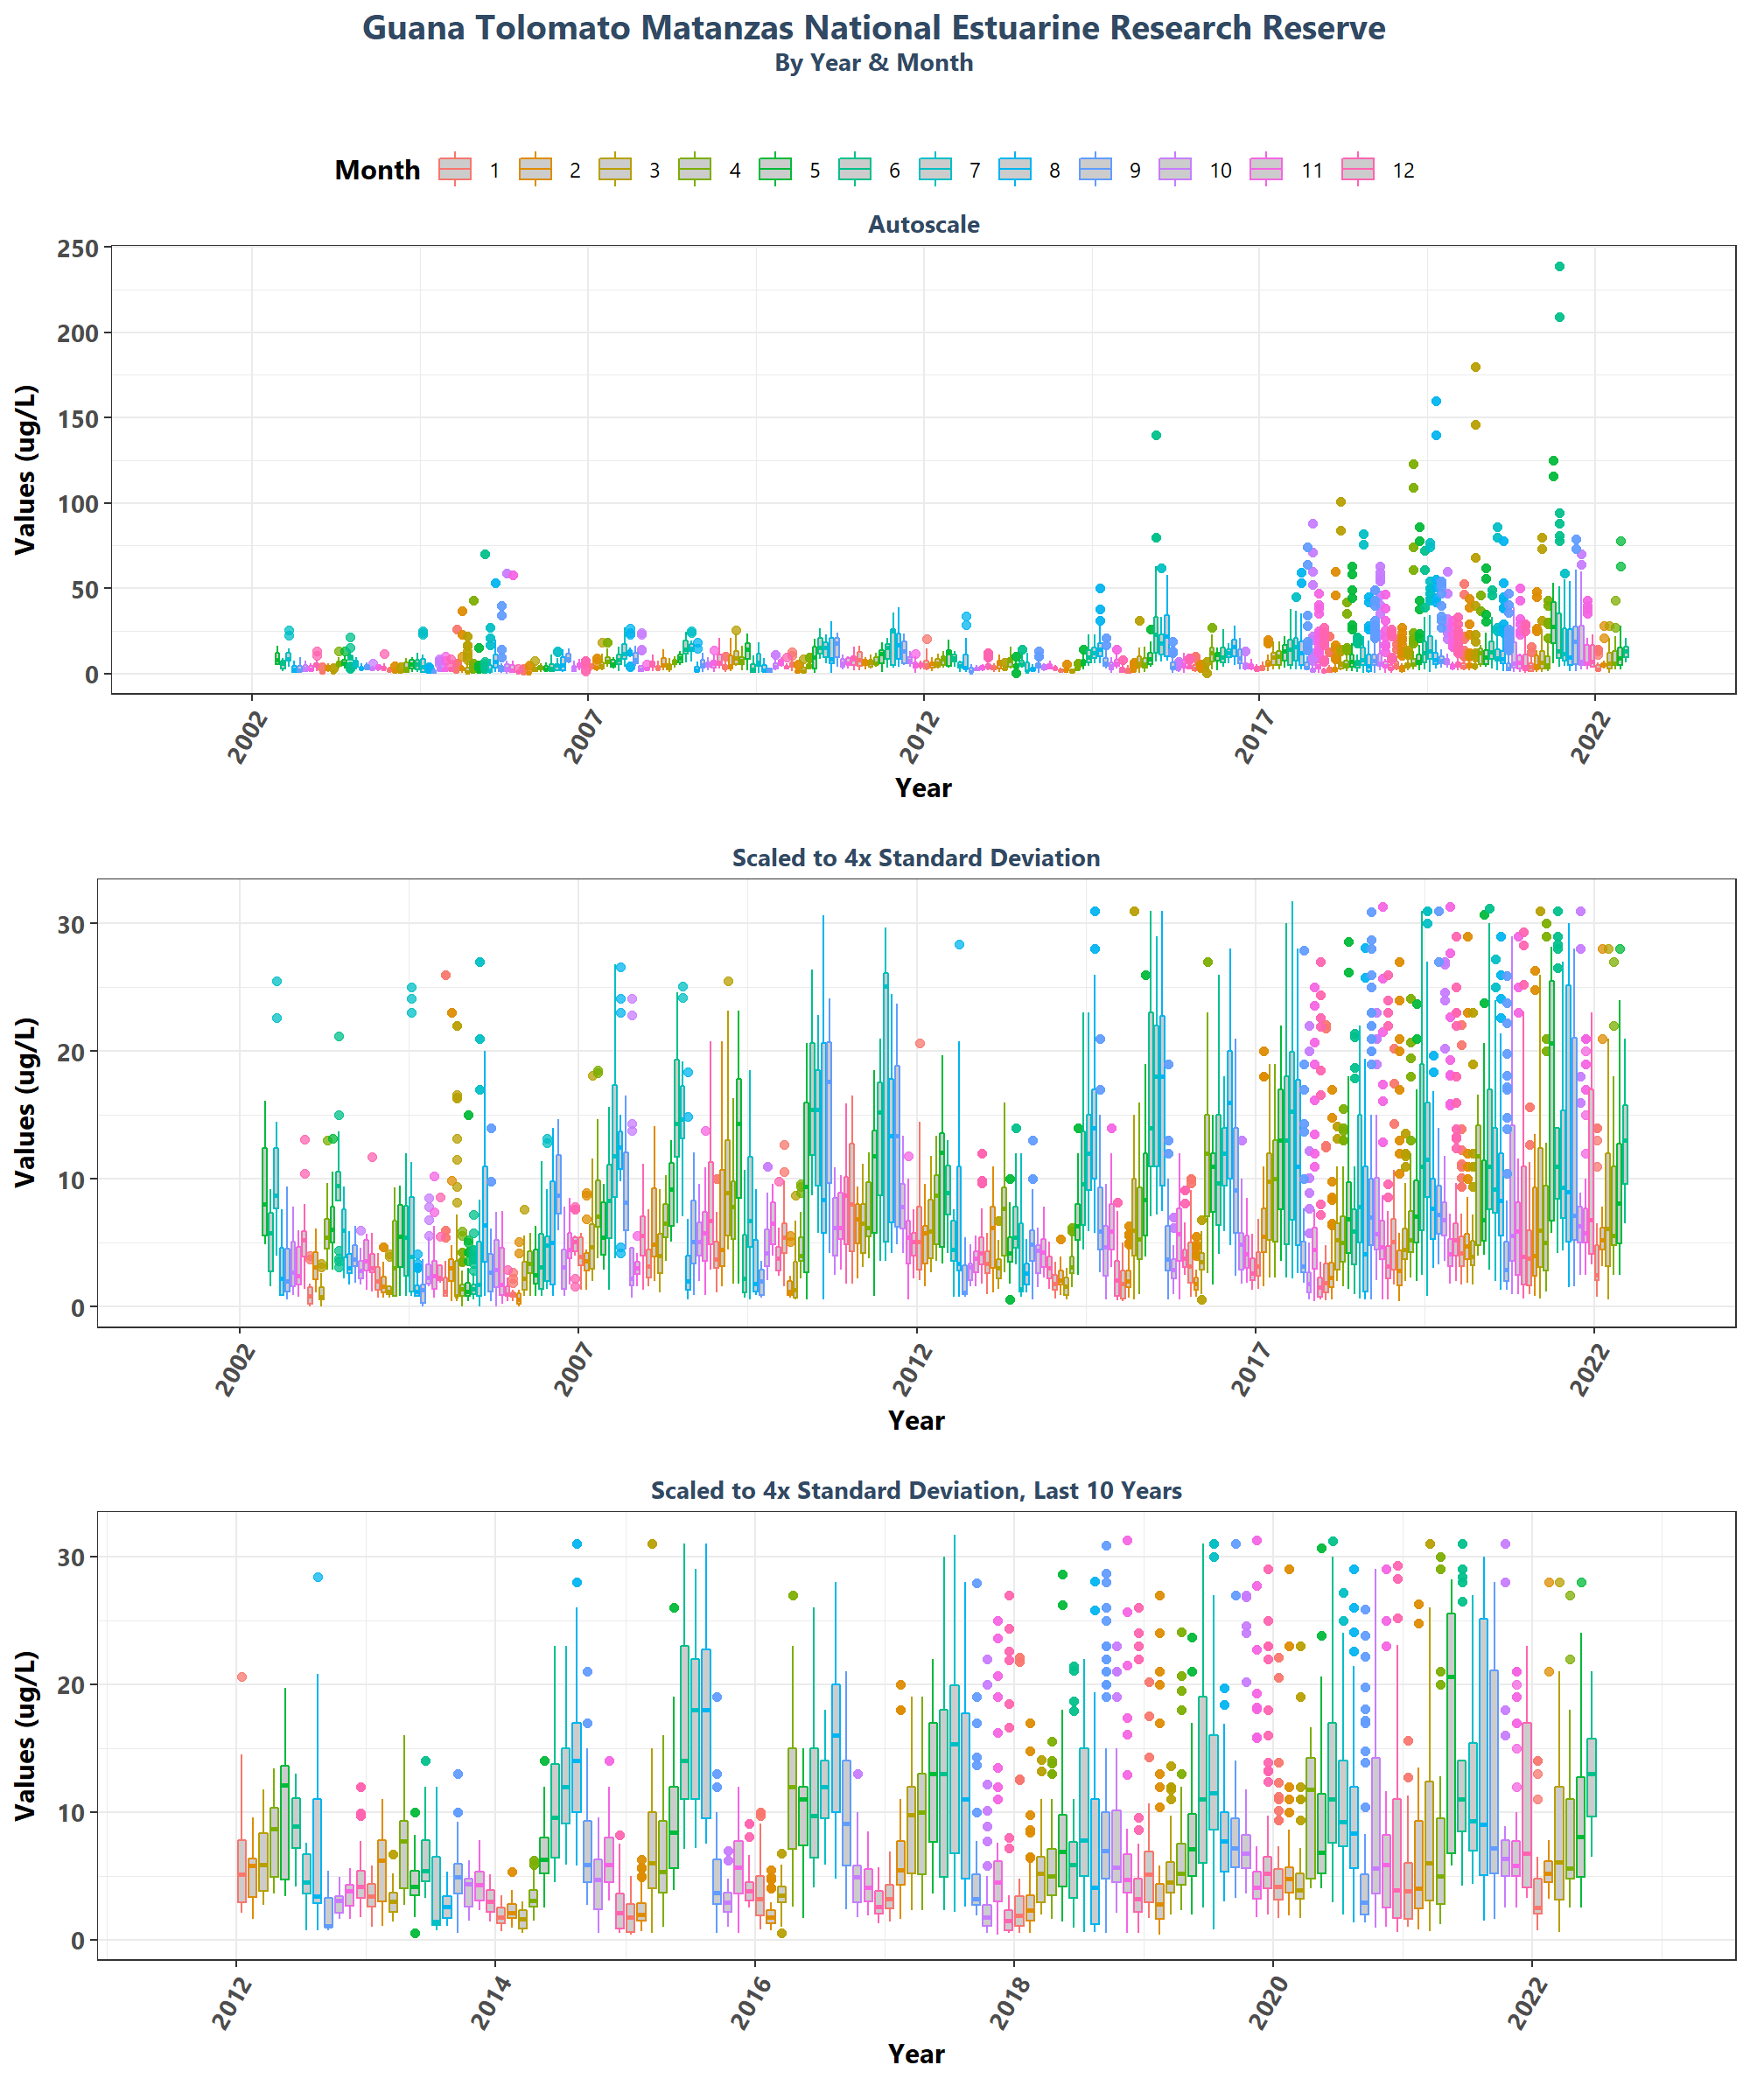 Guana Tolomato Matanzas National Estuarine Research Reserve
By Year & Month
Month 1 2 3 4 5 6 7 8 9 10 11 12
Autoscale
Values (ug/L)
250
200
150
100
50
0
2002 2007 2012 2017 2022
Year
Scaled to 4x Standard Deviation
Values (ug/L)
30
20
10
0
2002 2007 2012 2017 2022
Year
Scaled to 4x Standard Deviation, Last 10 Years
Values (ug/L)
30
20
10
0
2012 2014 2016 2018 2020 2022
Year